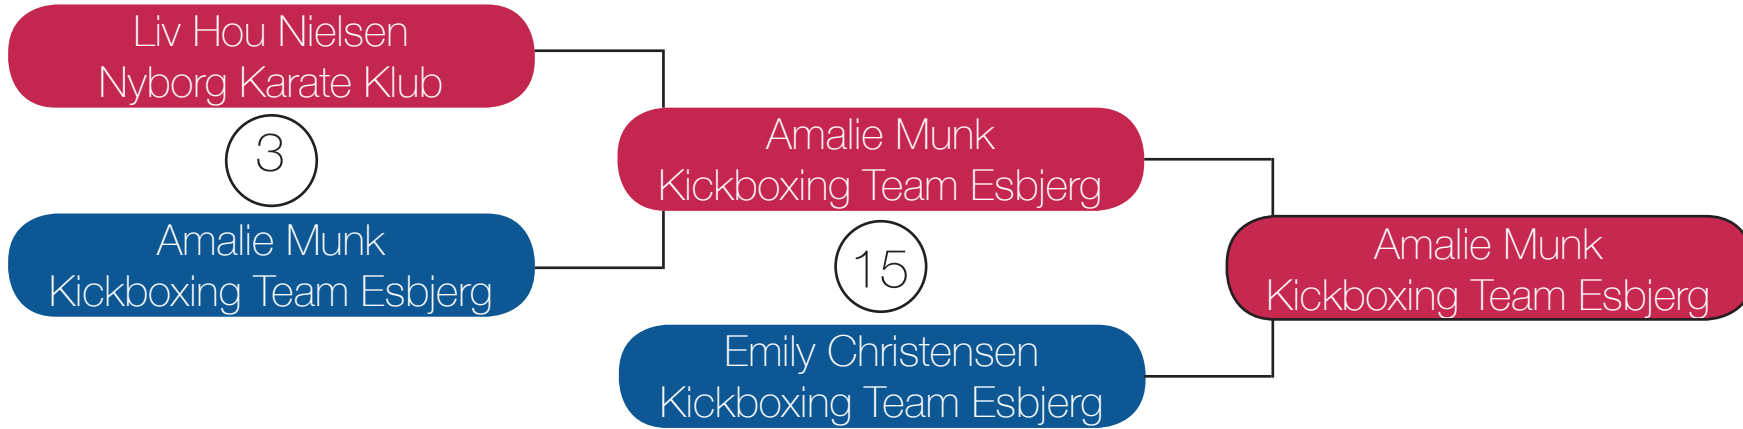 Liv Hou Nielsen
Nyborg Karate Klub
3
Amalie Munk
Kickboxing Team Esbjerg
Amalie Munk
Kickboxing Team Esbjerg
15
Emily Christensen
Kickboxing Team Esbjerg
Amalie Munk
Kickboxing Team Esbjerg